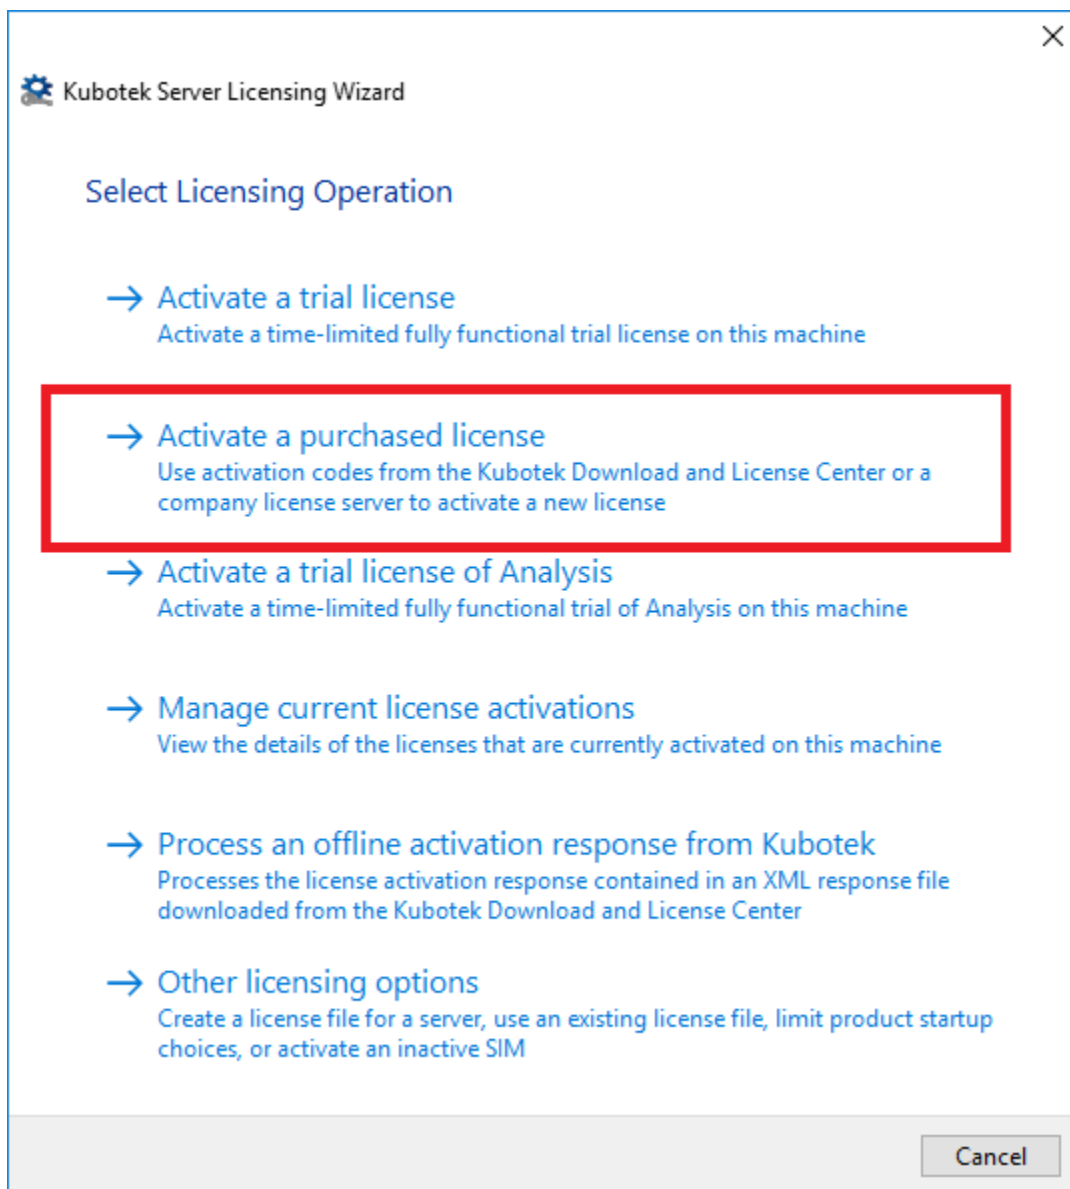 Kubotek Server Licensing Wizard
Select Licensing Operation
Activate a trial license
Activate a time-limited fully functional trial license on this machine
Activate a purchased license
Use activation codes from the Kubotek Download and License Center or a
company license server to activate a new license
Activate a trial license of Analysis
Activate a time-limited fully functional trial of Analysis on this machine
Manage current license activations
View the details of the licenses that are currently activated on this machine
Process an offline activation response from Kubotek
Processes the license activation response contained in an XML response file
downloaded from the Kubotek Download and License Center
Other licensing options
Create a license file for a server, use an existing license file, limit product startup
choices, or activate an inactive SIM
Cancel